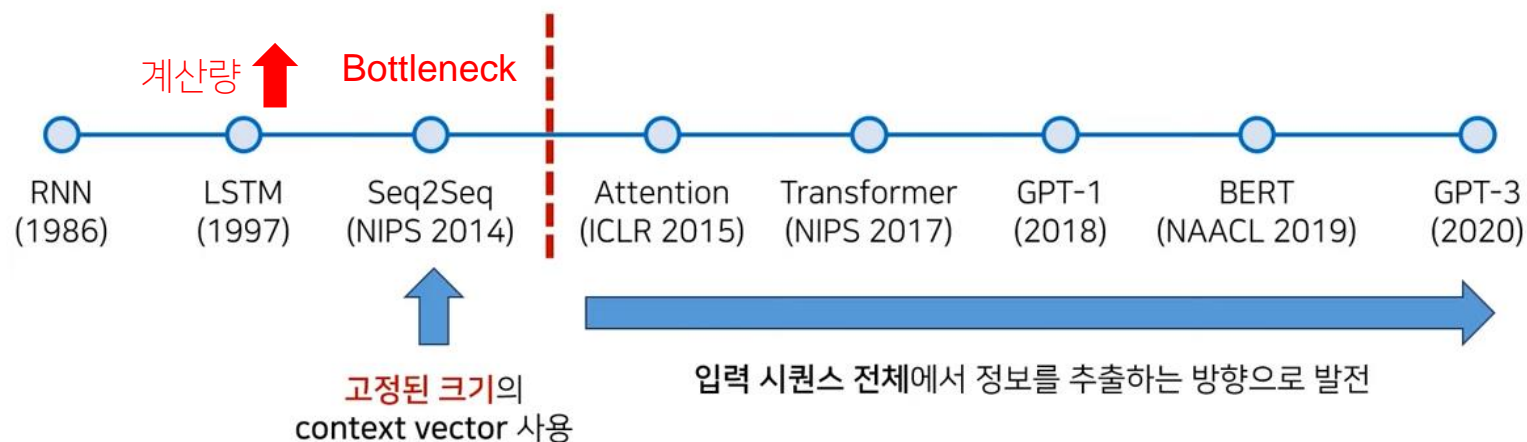 계산량
Bottleneck
RNN
(1986)
LSTM
(1997)
Seq2Seq
(NIPS 2014)
Attention
(ICLR 2015)
Transformer
(NIPS 2017)
GPT-1
(2018)
BERT
(NAACL 2019)
GPT-3
(2020)
고정된 크기의
context vector 사용
입력 시퀀스 전체에서 정보를 추출하는 방향으로 발전